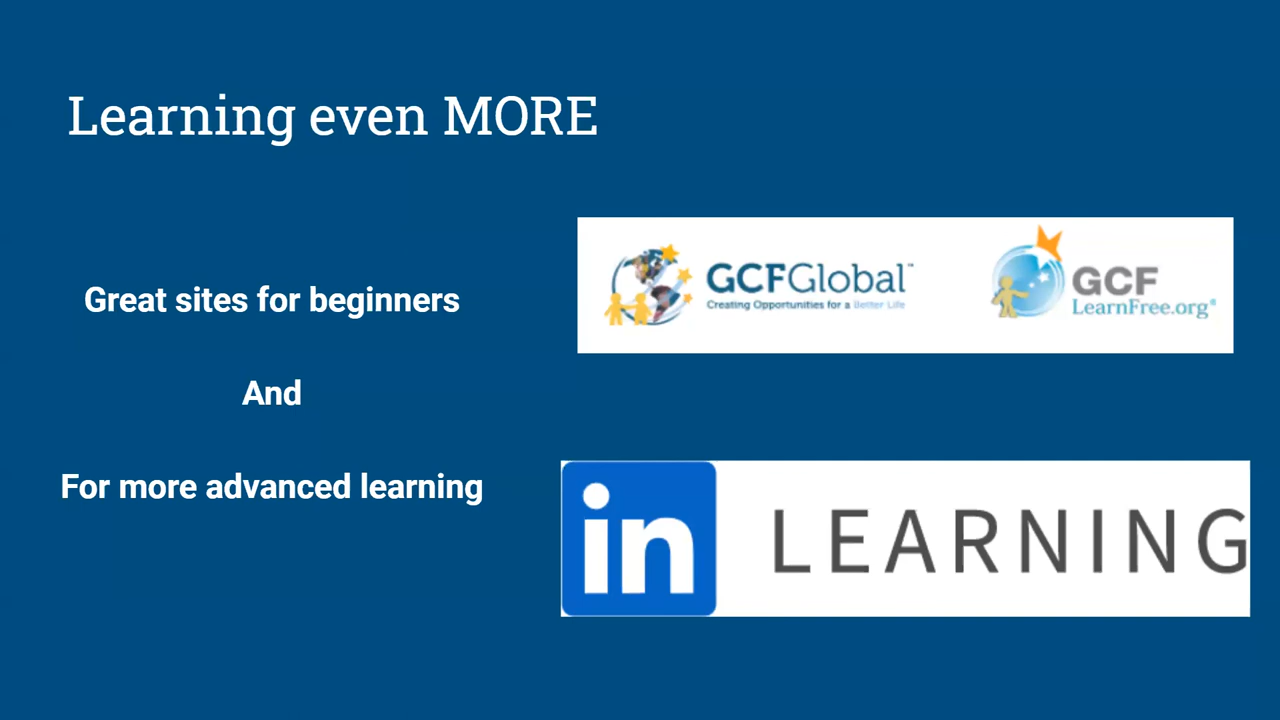 Learning even MORE
Great sites for beginners
And
For more advanced learning
GCFGlobal™
Creating Opportunities for a Better Life
GCF
LearnFree.org®
in LEARNING